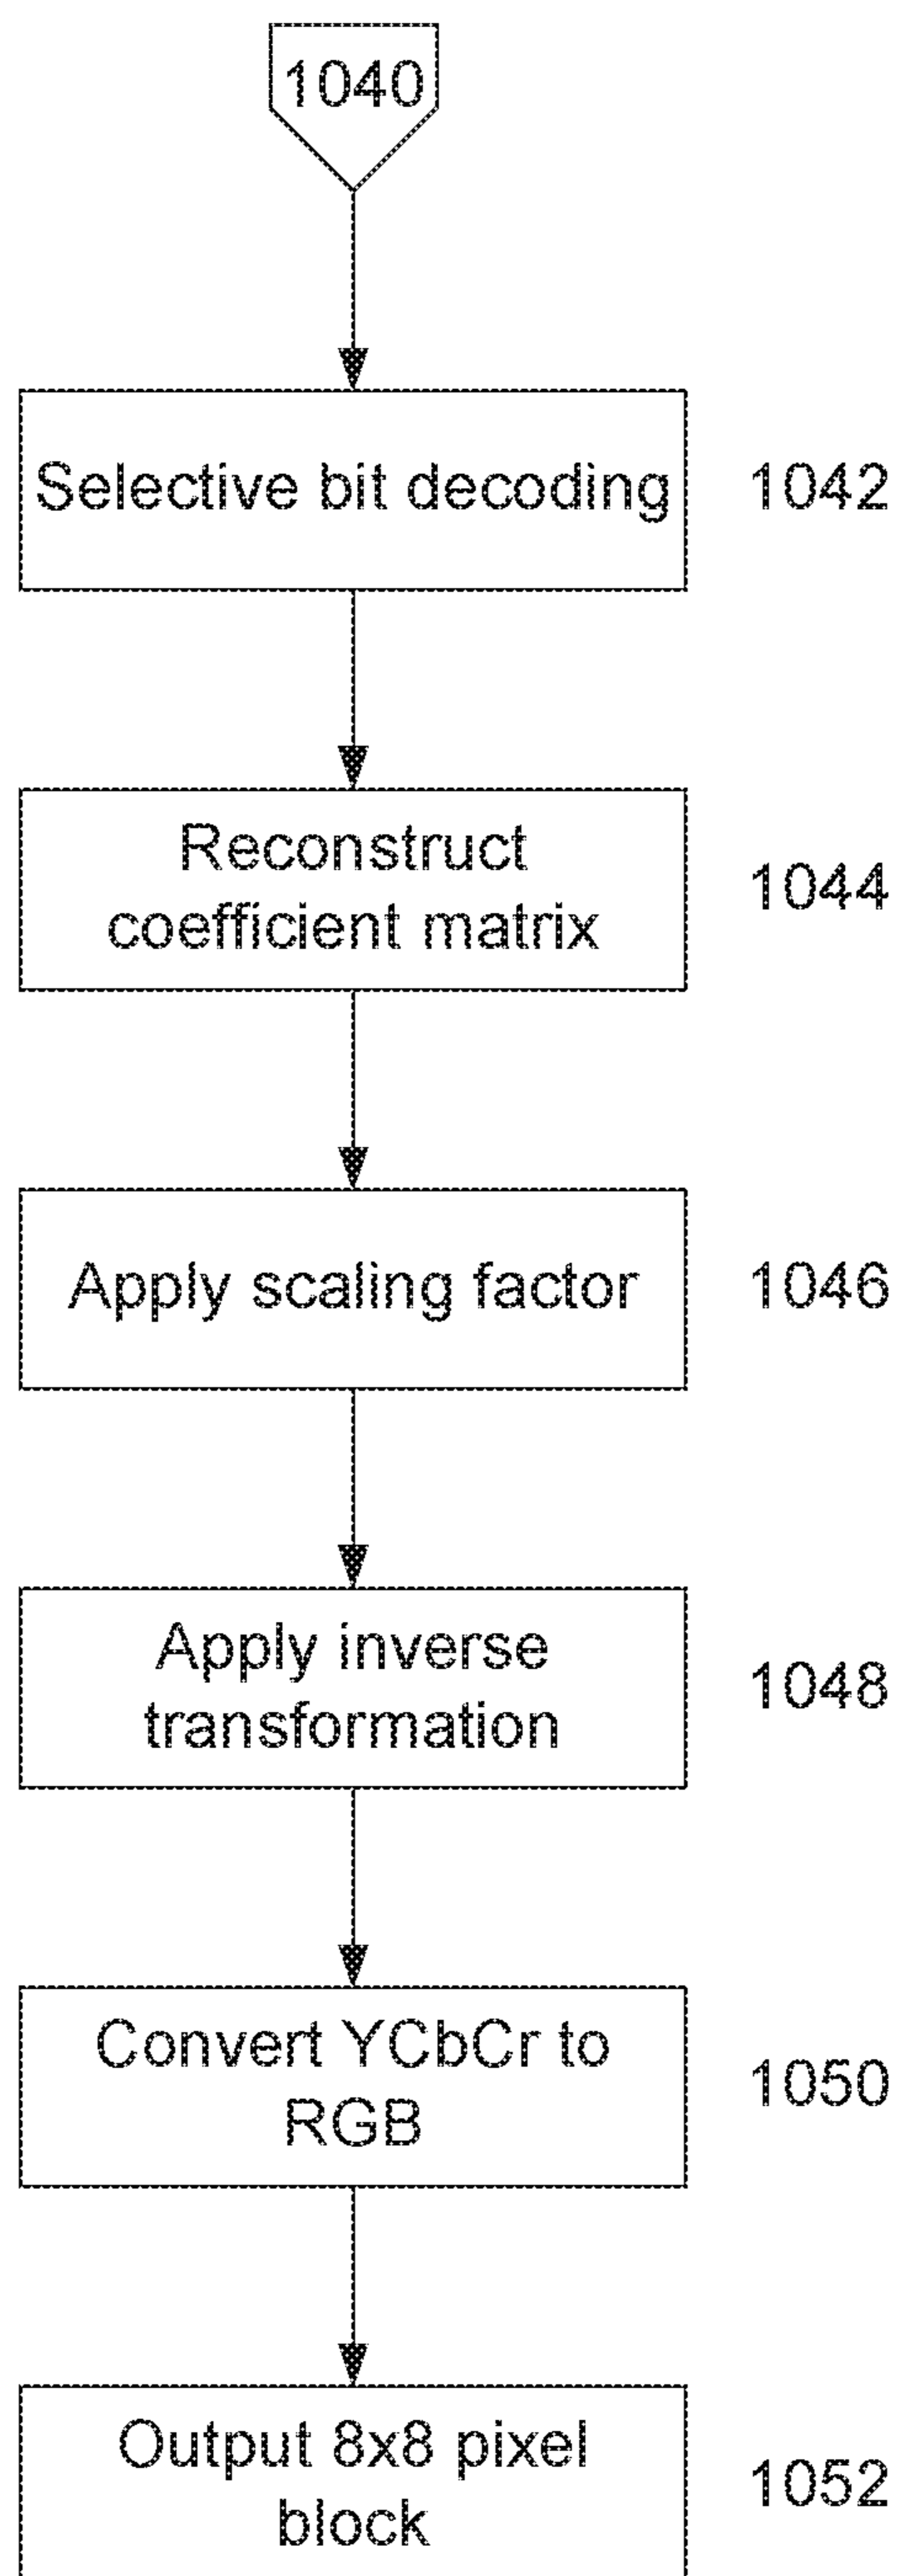 1040
Selective bit decoding
1042
Reconstruct
coefficient matrix
1044
Apply scaling factor
1046
Apply inverse
transformation
1048
Convert YCbCr to
RGB
1050
Output 8x8 pixel
block
1052